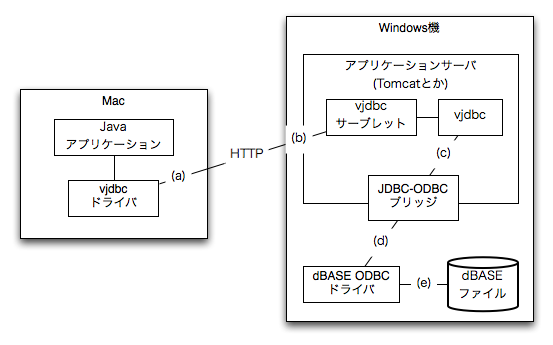 Mac
Java
アプリケーション
vjdbc
ドライバ
(a)
HTTP
(b)
Windows機
アプリケーションサーバ
(Tomcatとか)
vjdbc
サーブレット
vjdbc
(c)
JDBC-ODBC
ブリッジ
(d)
dBASE ODBC
ドライバ
(e)
dBASE
ファイル